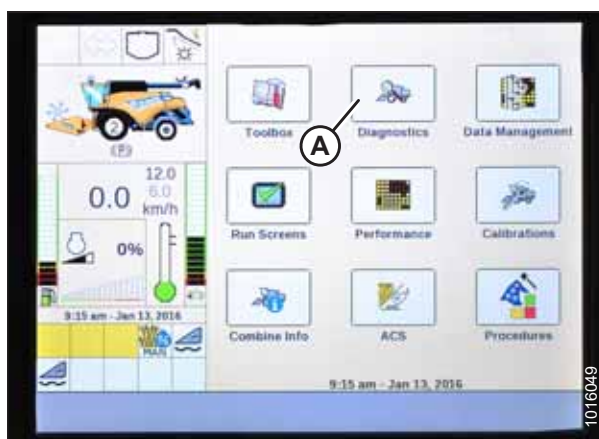 2
(P)
12.0
0.0 6.0
km/h
0%
9:15 am - Jan 13, 2016
%
MAN
Toolbox Diagnostics Data Management
A
Run Screens Performance Calibrations
Combine Info ACS Procedures
9:15 am - Jan 13, 2016
1016049